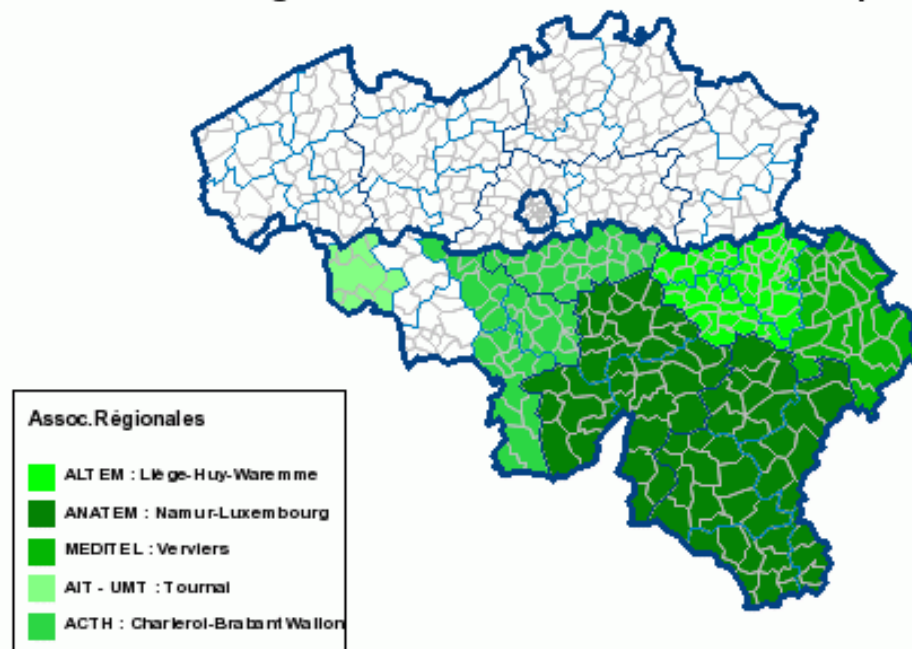 Assoc.Régionales
ALTEM : Liège-Huy-Waremme
ANATEM : Namur-Luxembourg
MEDITEL : Verviers
AIT - UMT : Tournai
ACTH : Charleroi-Brabant Wallon